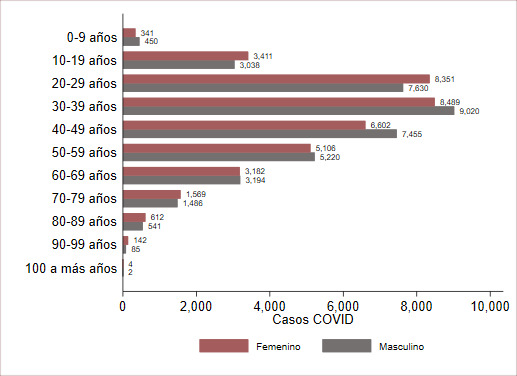 0-9 años 341
450
10-19 años 3,411
3,038
20-29 años 8,351
7,630
30-39 años 8,489
9,020
40-49 años 6,602
7,455
50-59 años 5,106
5,220
60-69 años 3,182
3,194
70-79 años 1,569
1,486
80-89 años 612
541
90-99 años 142
85
100 a más años 4
2
0 2,000 4,000 6,000 8,000 10,000
Casos COVID
Femenino Masculino